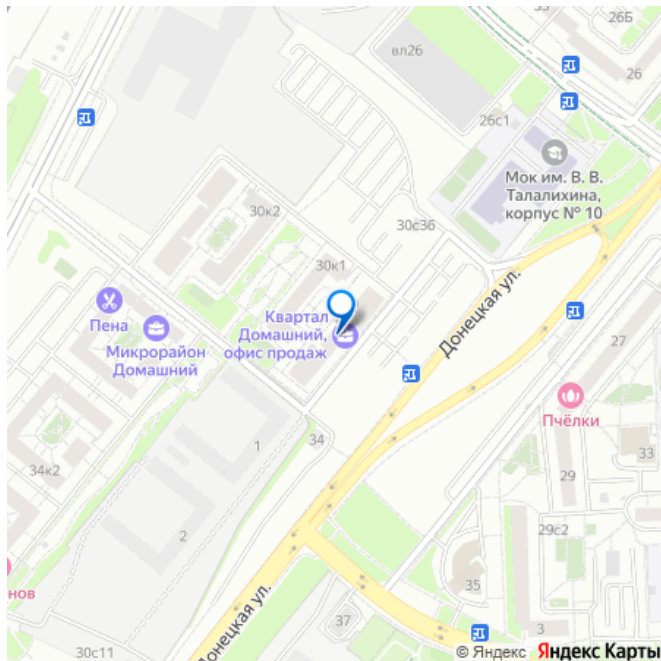 33
26Б
вл26
26
26с1
Мок им. В. В.
Талалихина,
корпус № 10
30к2
30с36
30к1
Донецкая ул.
Квартал
Домашний,
офис продаж
Пена
Микрорайон
Домашний
27
Пчёлки
34
1
33
34к2
29
2
29с2
35
нов
37
3
Донецкая ул.
30с11
© Яндекс Яндекс Карты